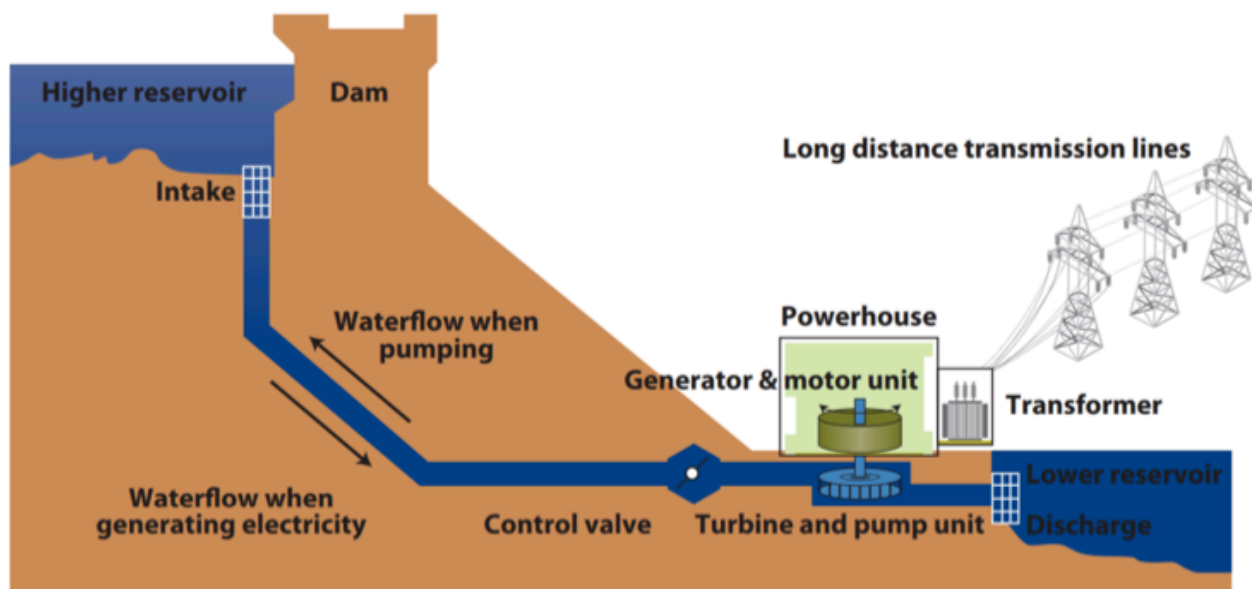 Higher reservoir
Dam
Long distance transmission lines
Intake
Waterflow when
pumping
Powerhouse
Generator & motor unit
Transformer
Waterflow when
generating electricity
Control valve
Turbine and pump unit
Lower reservoir
Discharge